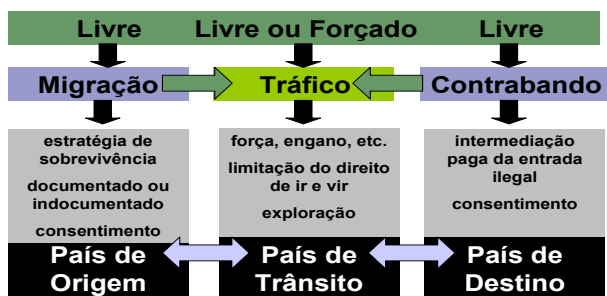 Livre
Livre ou Forçado
Livre
Migração
Tráfico
Contrabando
estratégia de
sobrevivência
documentado ou
indocumentado
consentimento
força, engano, etc.
limitação do direito
de ir e vir
exploração
intermediação
paga da entrada
ilegal
consentimento
País de
Origem
País de
Trânsito
País de
Destino